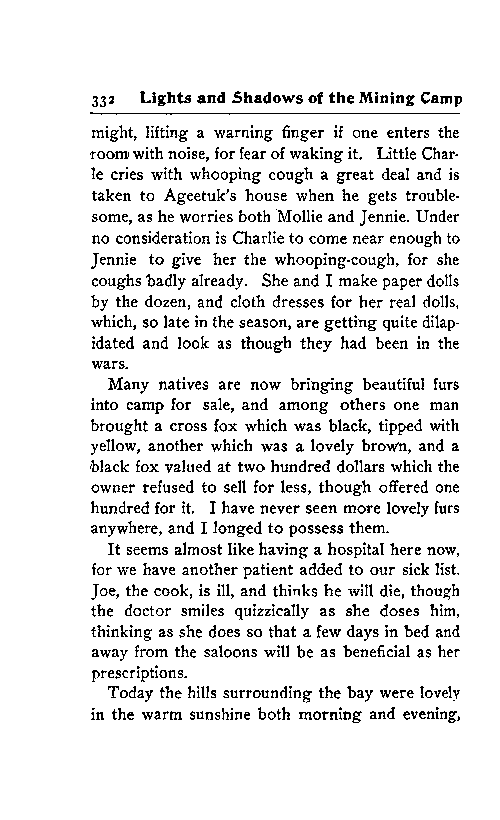 332 Lights and Shadows of the Mining Camp
might, lifting a warning finger if one enters the
room with noise, for fear of waking it. Little Char-
le cries with whooping cough a great deal and is
taken to Ageetuk's house when he gets trouble-
some, as he worries both Mollie and Jennie. Under
no consideration is Charlie to come near enough to
Jennie to give her the whooping-cough, for she
coughs badly already. She and I make paper dolls
by the dozen, and cloth dresses for her real dolls,
which, so late in the season, are getting quite dilap-
idated and look as though they had been in the
wars.
Many natives are now bringing beautiful furs
into camp for sale, and among others one man
brought a cross fox which was black, tipped with
yellow, another which was a lovely brown, and a
black fox valued at two hundred dollars which the
owner refused to sell for less, though offered one
hundred for it. I have never seen more lovely furs
anywhere, and I longed to possess them.
It seems almost like having a hospital here now,
for we have another patient added to our sick list.
Joe, the cook, is ill, and thinks he will die, though
the doctor smiles quizzically as she doses him,
thinking as she does so that a few days in bed and
away from the saloons will be as beneficial as her
prescriptions.
Today the hills surrounding the bay were lovely
in the warm sunshine both morning and evening,